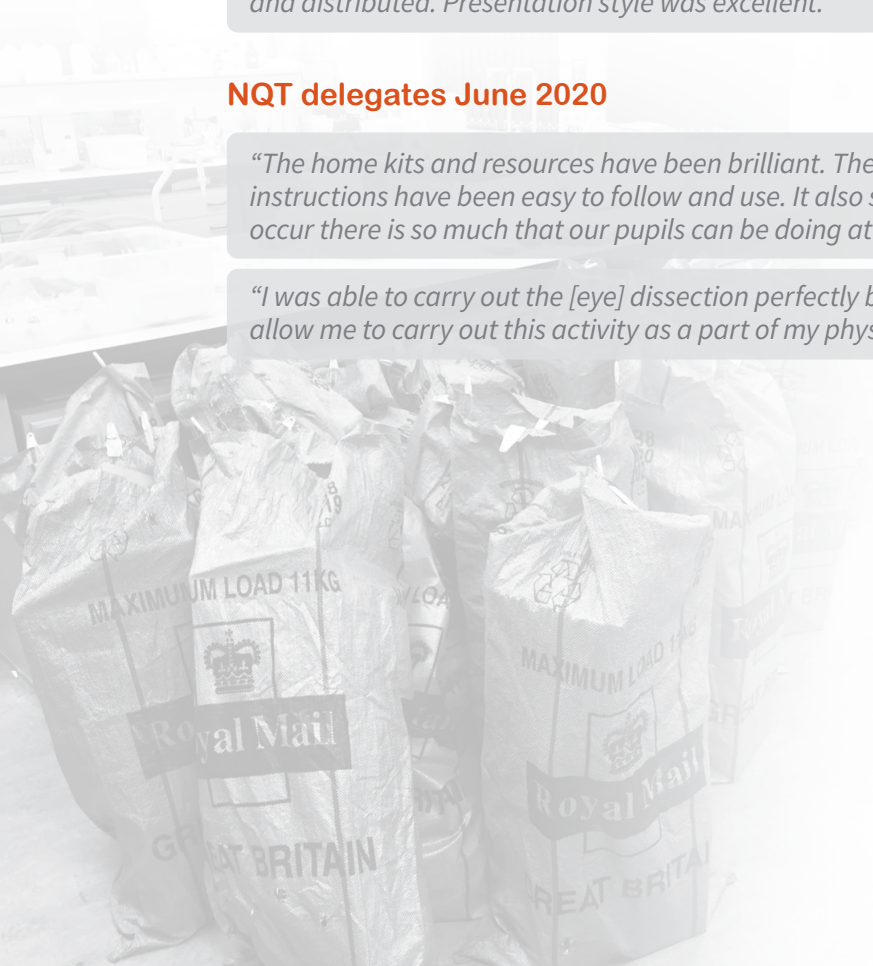 and distributed. Presentation style was excellent.
NQT delegates June 2020
“The home kits and resources have been brilliant. The
instructions have been easy to follow and use. It also s
occur there is so much that our pupils can be doing at
“I was able to carry out the [eye] dissection perfectly b
allow me to carry out this activity as a part of my phys
MAXIMUM LOAD 11KG
Royal Mail
GREAT BRITAIN
MAXIMUM LOAD 11KG
Royal Mail
GREAT BRITAI